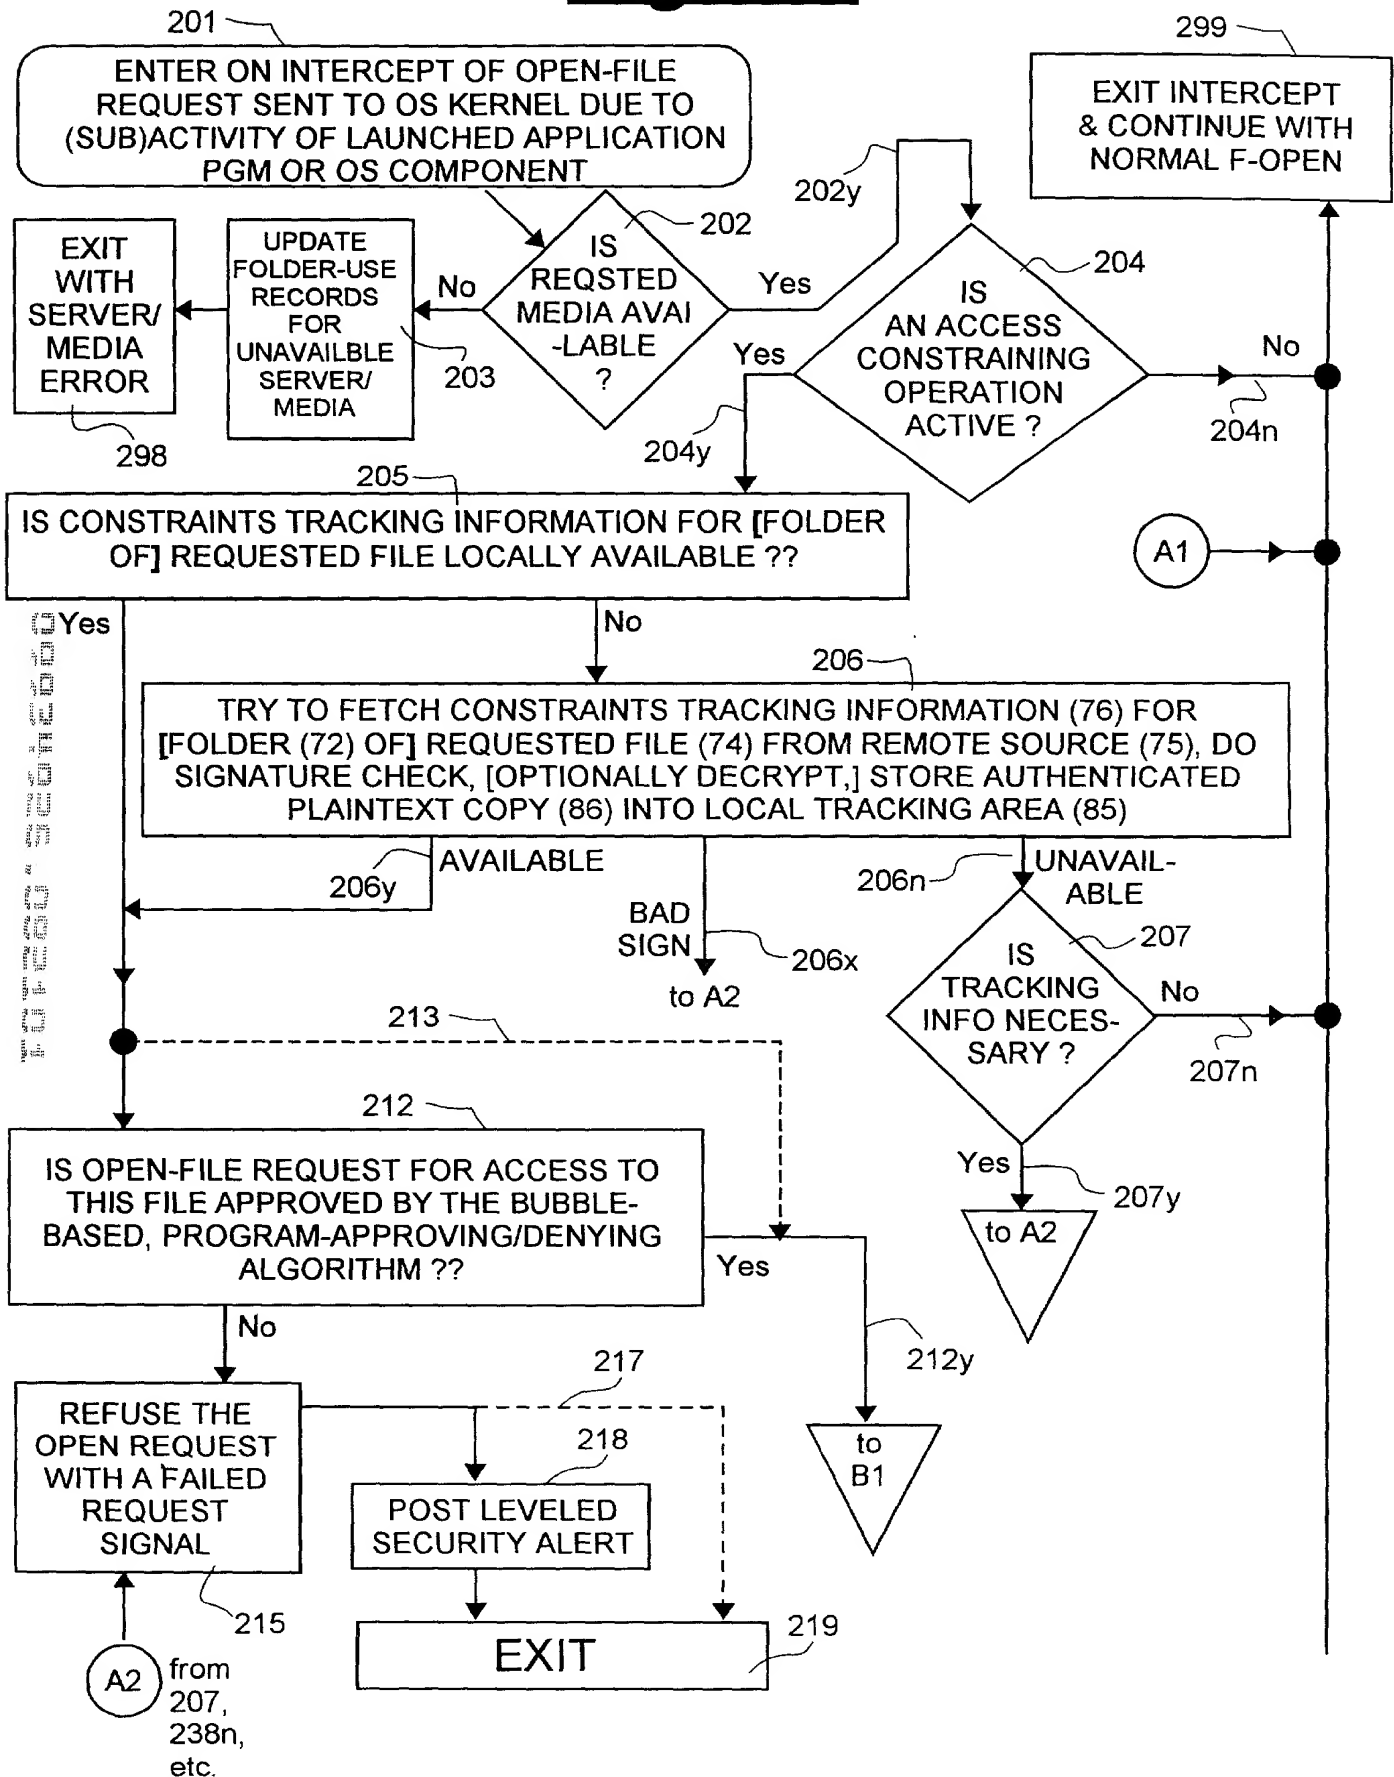 201
ENTER ON INTERCEPT OF OPEN-FILE
REQUEST SENT TO OS KERNEL DUE TO
(SUB)ACTIVITY OF LAUNCHED APPLICATION
PGM OR OS COMPONENT
299
EXIT INTERCEPT
& CONTINUE WITH
NORMAL F-OPEN
202y
202
IS
REQSTED
MEDIA AVAI
-LABLE
?
No
Yes
UPDATE
FOLDER-USE
RECORDS
FOR
UNAVAILBLE
SERVER/
MEDIA
203
EXIT
WITH
SERVER/
MEDIA
ERROR
298
204
IS
AN ACCESS
CONSTRAINING
OPERATION
ACTIVE ?
Yes
204y
No
204n
205
IS CONSTRAINTS TRACKING INFORMATION FOR [FOLDER
OF] REQUESTED FILE LOCALLY AVAILABLE ??
A1
Yes
No
206
TRY TO FETCH CONSTRAINTS TRACKING INFORMATION (76) FOR
[FOLDER (72) OF] REQUESTED FILE (74) FROM REMOTE SOURCE (75), DO
SIGNATURE CHECK, [OPTIONALLY DECRYPT,] STORE AUTHENTICATED
PLAINTEXT COPY (86) INTO LOCAL TRACKING AREA (85)
AVAILABLE
206y
BAD
SIGN
206x
to A2
206n
UNAVAIL-
ABLE
207
IS
TRACKING
INFO NECES-
SARY ?
No
207n
Yes
207y
to A2
213
212
IS OPEN-FILE REQUEST FOR ACCESS TO
THIS FILE APPROVED BY THE BUBBLE-
BASED, PROGRAM-APPROVING/DENYING
ALGORITHM ??
Yes
212y
to
B1
No
REFUSE THE
OPEN REQUEST
WITH A FAILED
REQUEST
SIGNAL
215
217
218
POST LEVELED
SECURITY ALERT
EXIT
219
A2
from
207,
238n,
etc.